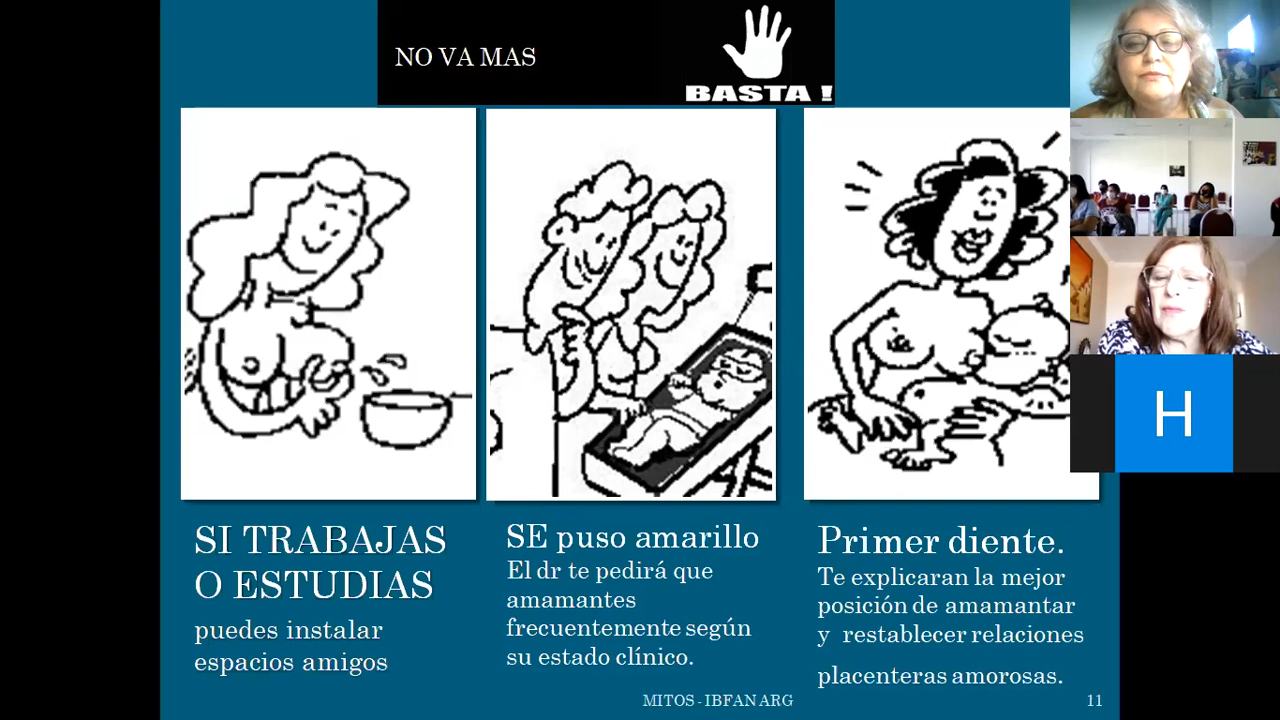 NO VA MAS
BASTA !
SI TRABAJAS
O ESTUDIAS
puedes instalar
espacios amigos
SE puso amarillo
El dr te pedirá que
amamantes
frecuentemente según
su estado clínico.
Primer diente.
Te explicaran la mejor
posición de amamantar
y restablecer relaciones
placenteras amorosas.
MITOS - IBFAN ARG
11
H